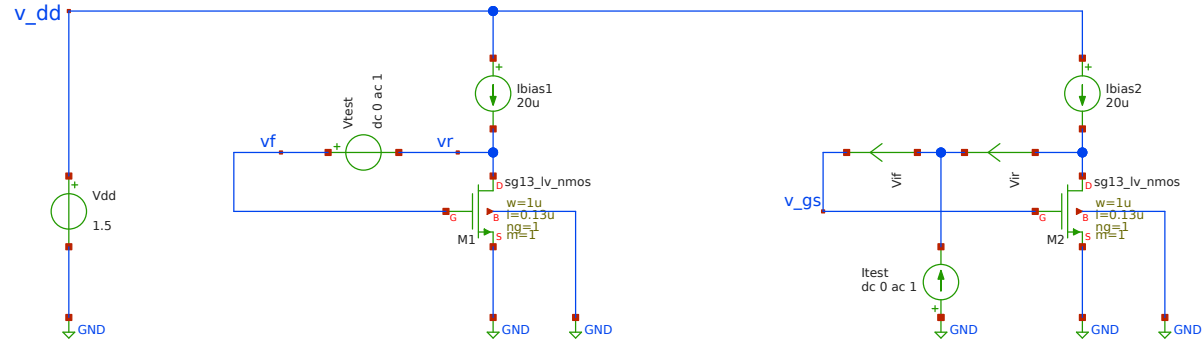 v_dd
Vdd
1.5
GND
Vtest
dc 0 ac 1
+
vf
vr
Ibias1
20u
sg13_lv_nmos
w=1u
l=0.13u
ng=1
m=1
D
G
B
S
M1
GND
GND
Ibias2
20u
Vif
Vir
v_gs
sg13_lv_nmos
w=1u
l=0.13u
ng=1
m=1
D
G
B
S
M2
Itest
dc 0 ac 1
+
GND
GND
GND